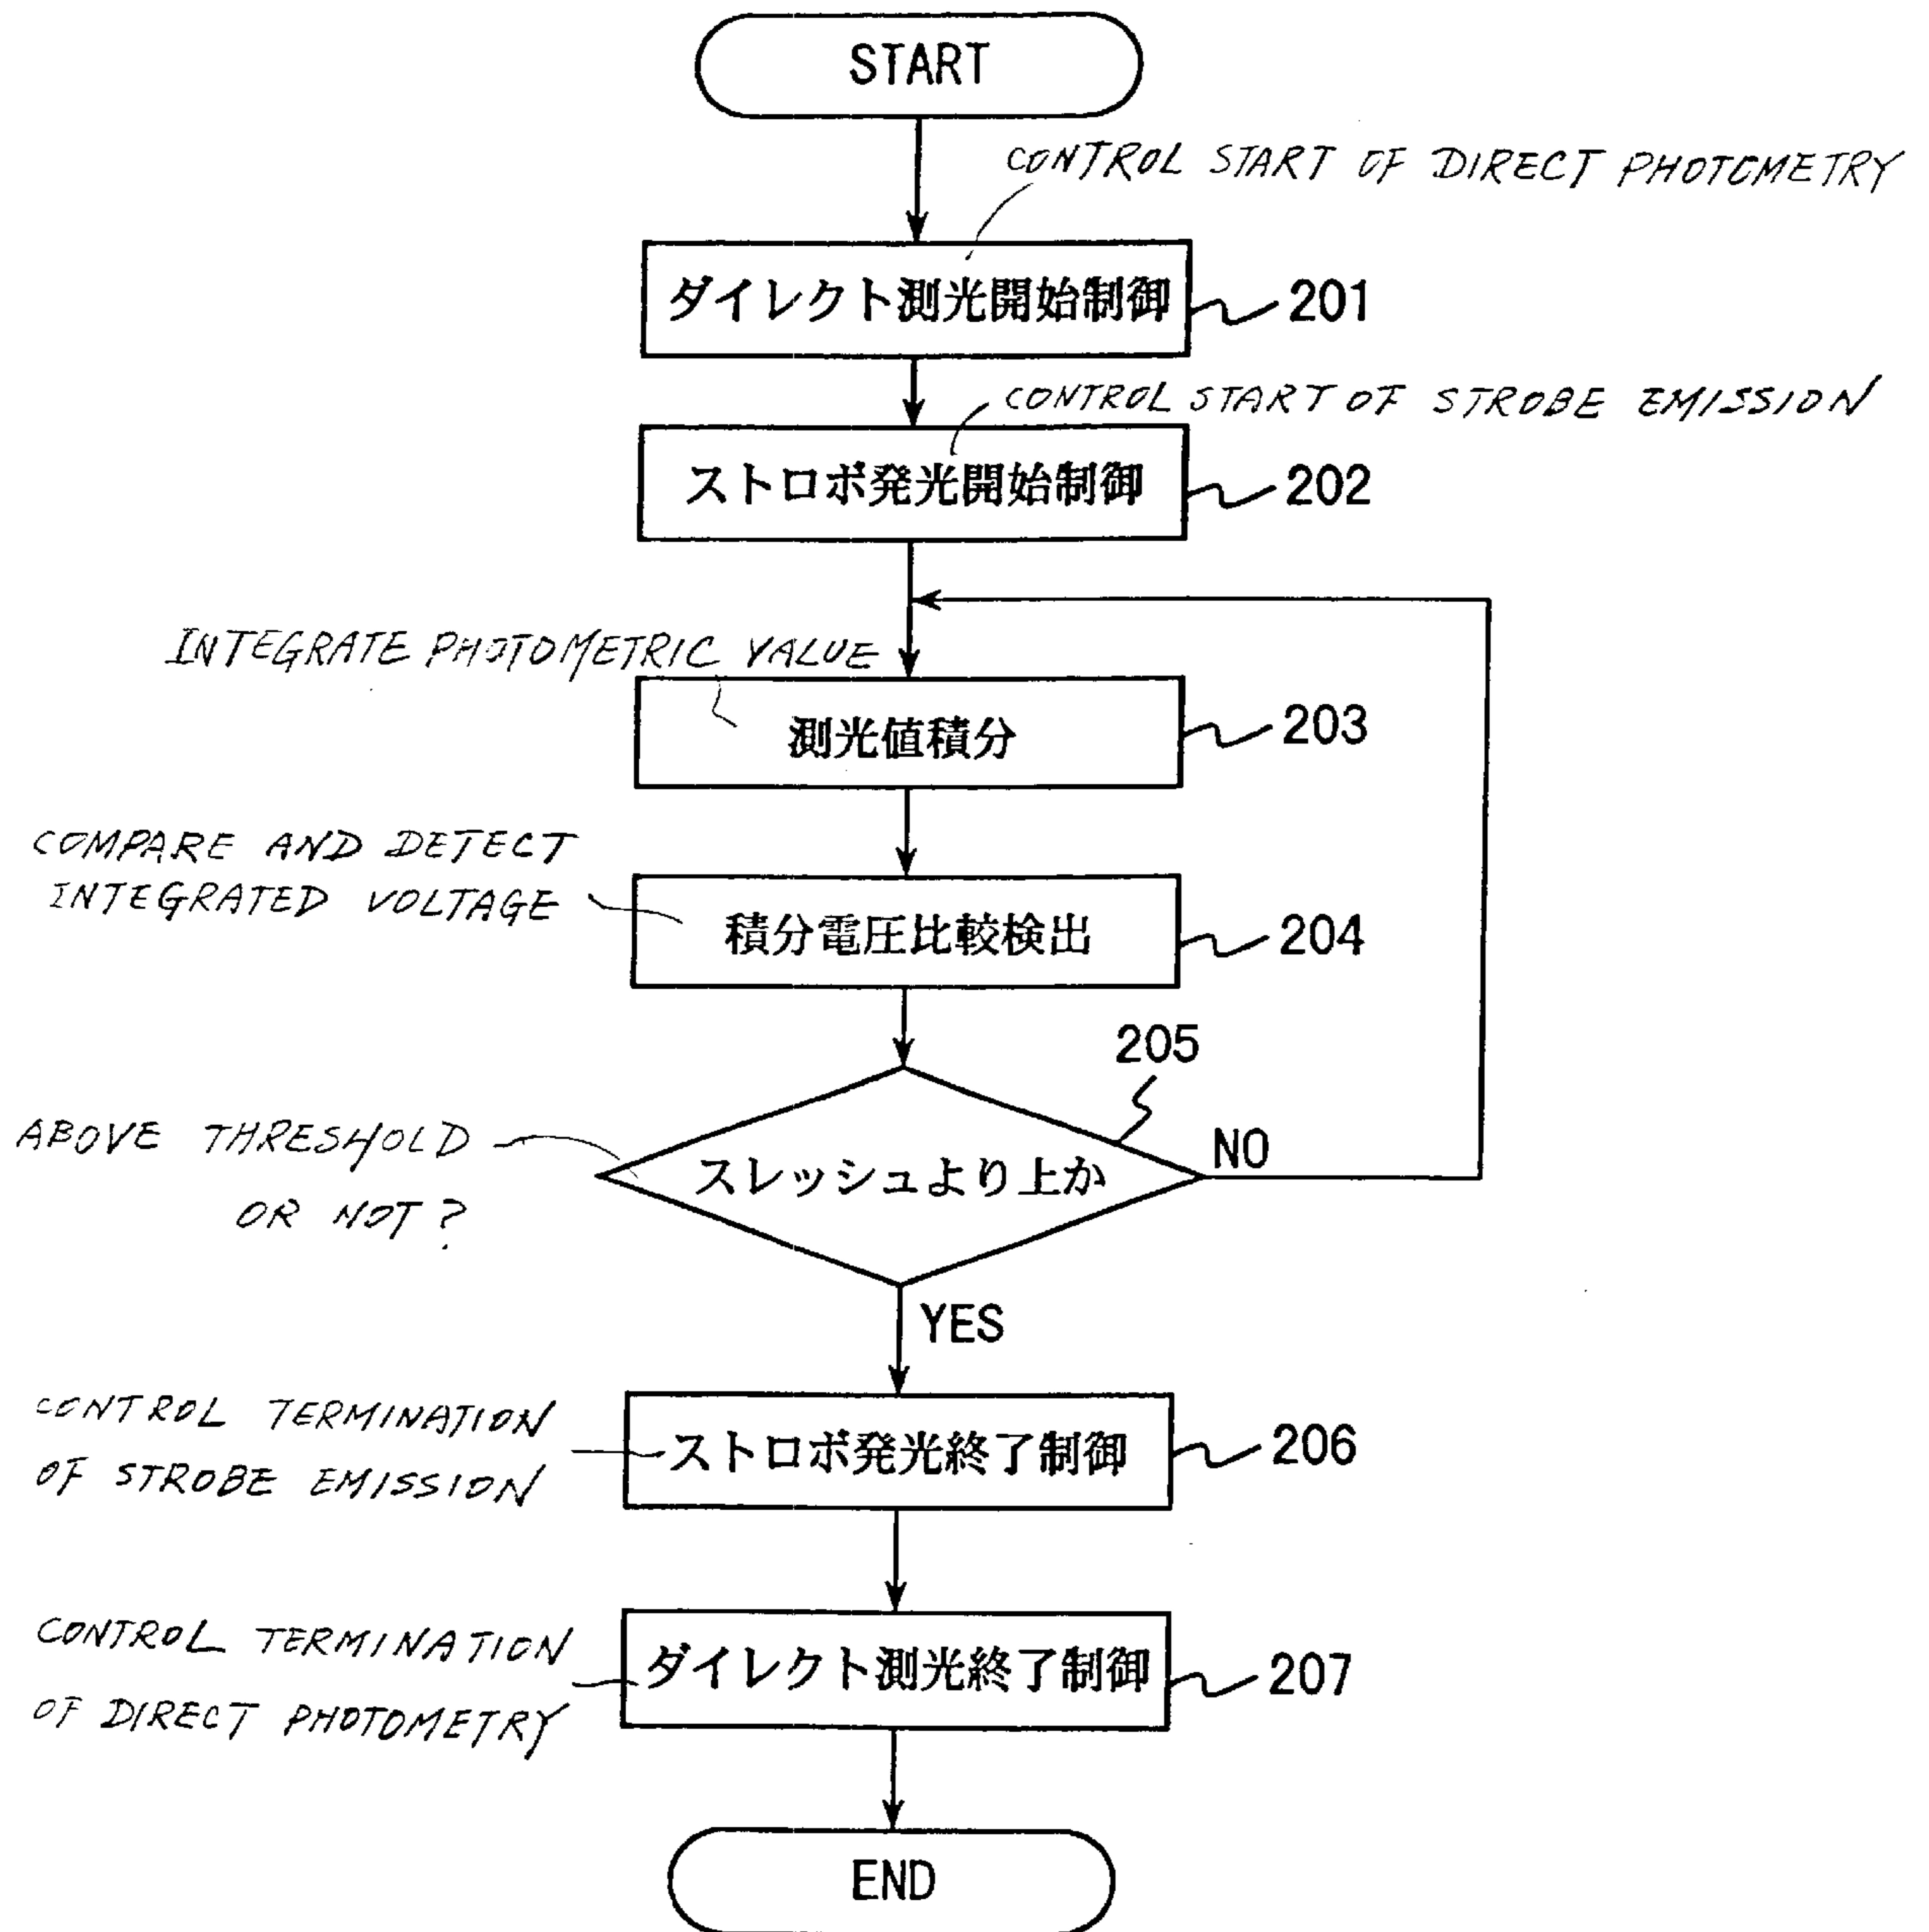 START
CONTROL START OF DIRECT PHOTOMETRY
ダイレクト測光開始制御
201
CONTROL START OF STROBE EMISSION
ストロボ発光開始制御
202
INTEGRATE PHOTOMETRIC VALUE
測光値積分
203
COMPARE AND DETECT
INTEGRATED VOLTAGE
積分電圧比較検出
204
205
ABOVE THRESHOLD
OR NOT?
スレッシュより上か
NO
YES
CONTROL TERMINATION
OF STROBE EMISSION
ストロボ発光終了制御
206
CONTROL TERMINATION
OF DIRECT PHOTOMETRY
ダイレクト測光終了制御
207
END